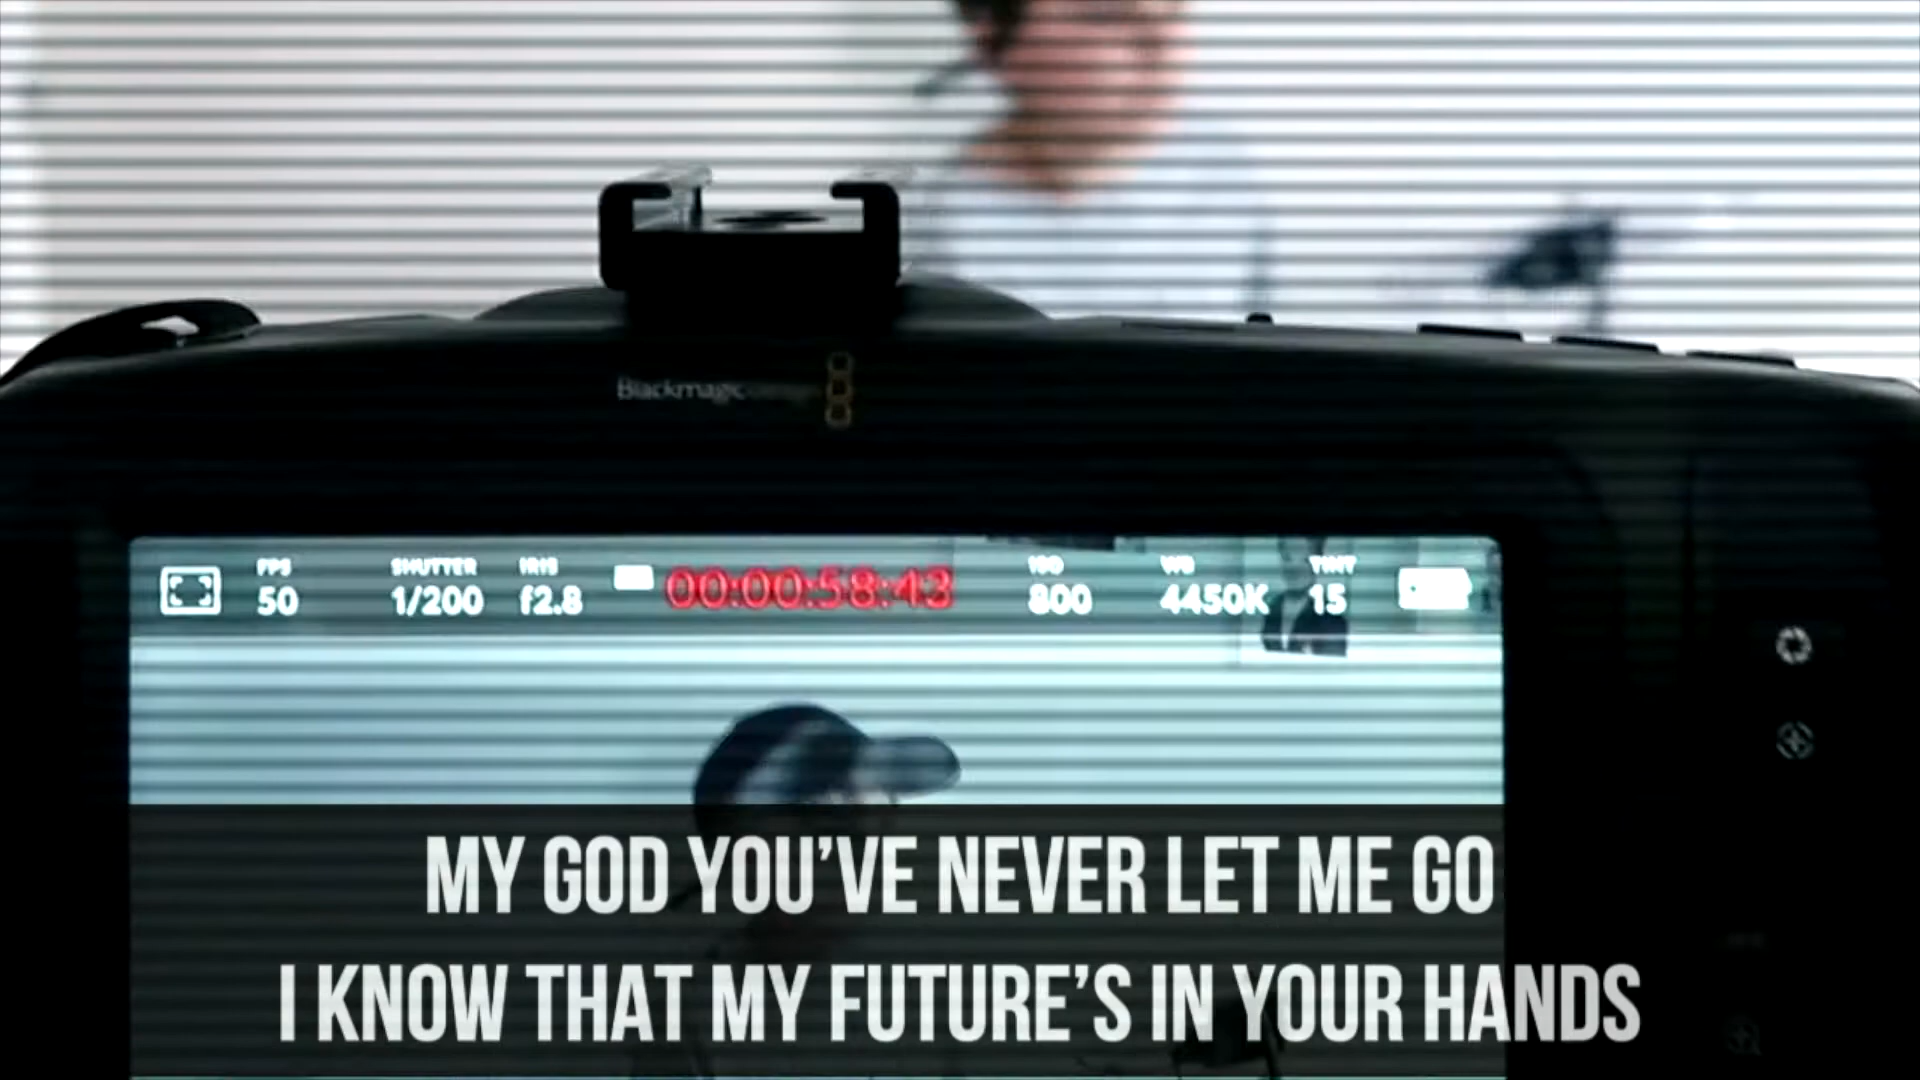 Blackmagicdesign
FPS SHUTTER IRIS ISO WB TINT
50 1/200 f2.8 00:00:58:43 800 4450K 15
MY GOD YOU'VE NEVER LET ME GO
I KNOW THAT MY FUTURE'S IN YOUR HANDS